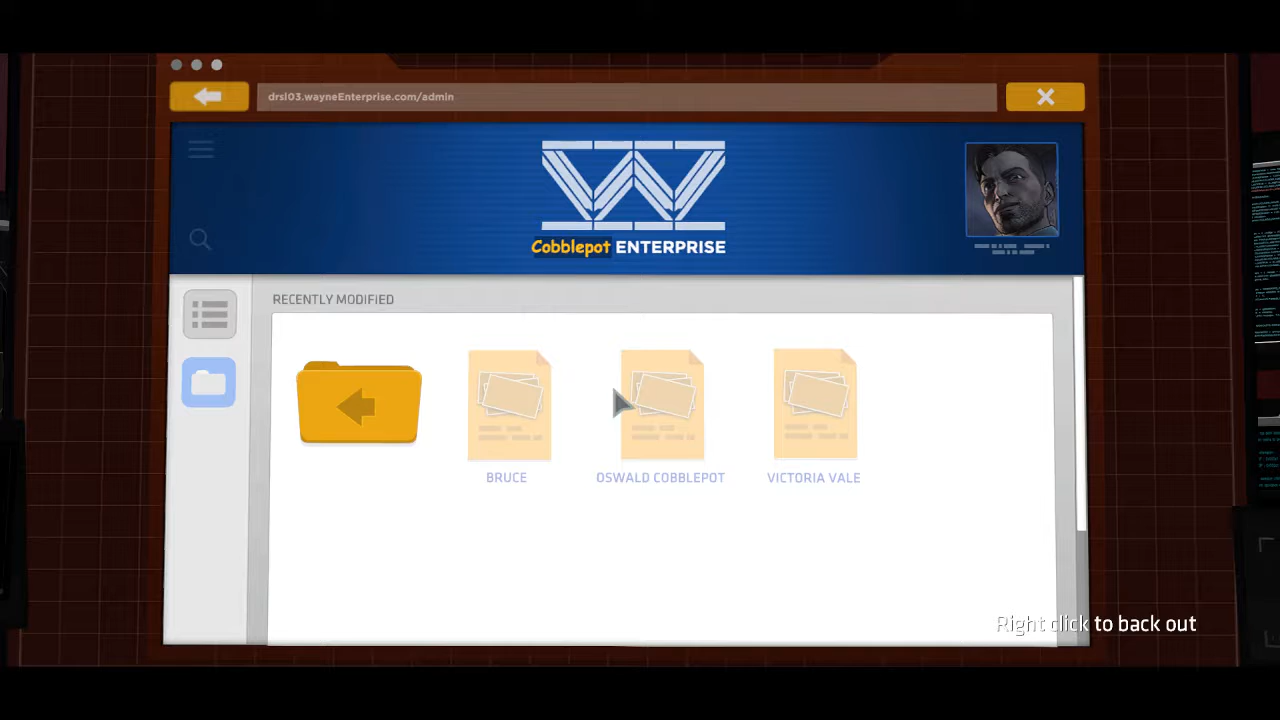 drsl03.wayneEnterprise.com/admin
Cobblepot ENTERPRISE
RECENTLY MODIFIED
BRUCE
OSWALD COBBLEPOT
VICTORIA VALE
Right click to back out